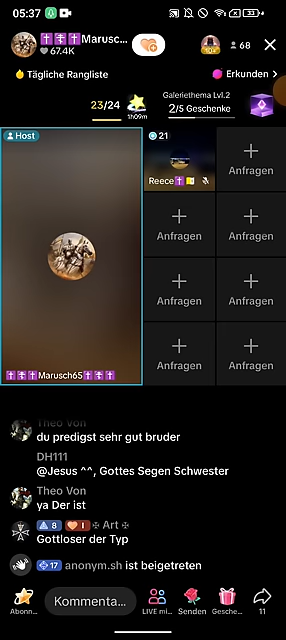 05:37
33
✝️✝️✝️Marusc...
67.4K
68
Tägliche Rangliste
Erkunden >
23/24
1h09m
Galeriethema Lvl.2
2/5 Geschenke
Host
21
Reece✝️
Anfragen
Anfragen Anfragen
Anfragen Anfragen
Anfragen Anfragen
✝️✝️✝️Marusch65✝️✝️✝️
Theo Von
du predigst sehr gut bruder
DH111
@Jesus ^^, Gottes Segen Schwester
Theo Von
ya Der ist
8 1 ✠ Art ✠
Gottloser der Typ
17 anonym.sh ist beigetreten
Kommenta...
Abonn... LIVE mi... Senden Gesche... 11